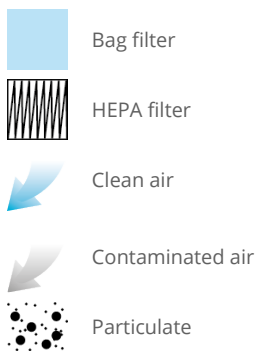 Bag filter
HEPA filter
Clean air
Contaminated air
Particulate